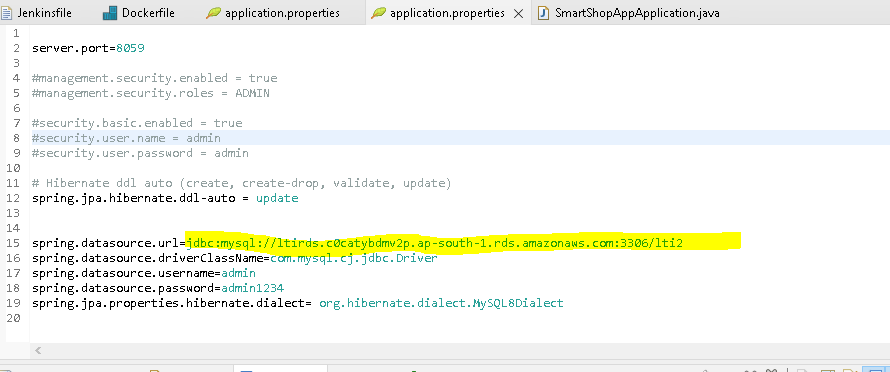 Jenkinsfile Dockerfile application.properties application.properties SmartShopAppApplication.java
1
2 server.port=8059
3
4 #management.security.enabled = true
5 #management.security.roles = ADMIN
6
7 #security.basic.enabled = true
8 #security.user.name = admin
9 #security.user.password = admin
10
11 # Hibernate ddl auto (create, create-drop, validate, update)
12 spring.jpa.hibernate.ddl-auto = update
13
14
15 spring.datasource.url=jdbc:mysql://ltirds.c0catybdmv2p.ap-south-1.rds.amazonaws.com:3306/lti2
16 spring.datasource.driverClassName=com.mysql.cj.jdbc.Driver
17 spring.datasource.username=admin
18 spring.datasource.password=admin1234
19 spring.jpa.properties.hibernate.dialect= org.hibernate.dialect.MySQL8Dialect
20